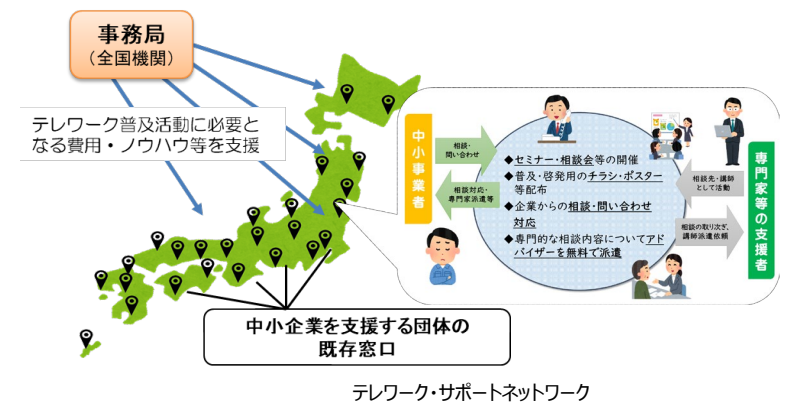 事務局
(全国機関)
テレワーク普及活動に必要と
なる費用・ノウハウ等を支援
中小事業者
相談・
問い合わせ
相談対応・
専門家派遣等
◆セミナー・相談会等の開催
◆普及・啓発用のチラシ・ポスター
等配布
◆企業からの相談・問い合わせ
対応
◆専門的な相談内容についてアド
バイザーを無料で派遣
相談先・講師
として活動
相談の取り次ぎ、
講師派遣依頼
専門家等の支援者
中小企業を支援する団体の
既存窓口
テレワーク・サポートネットワーク